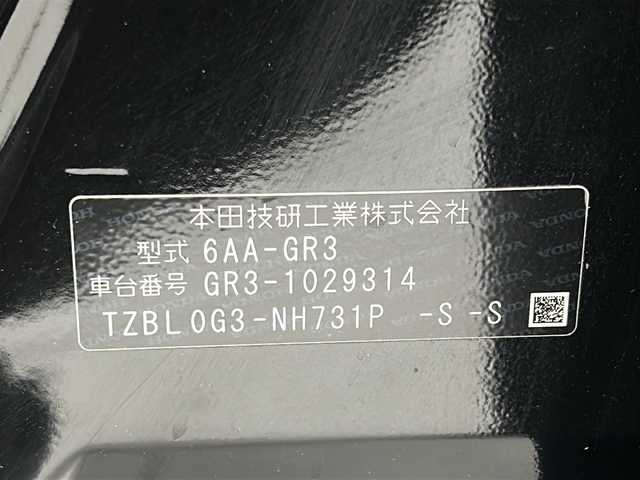 本田技研工業株式会社
型式 6AA-GR3
車台番号 GR3-1029314
TZBL0G3-NH731P -S -S